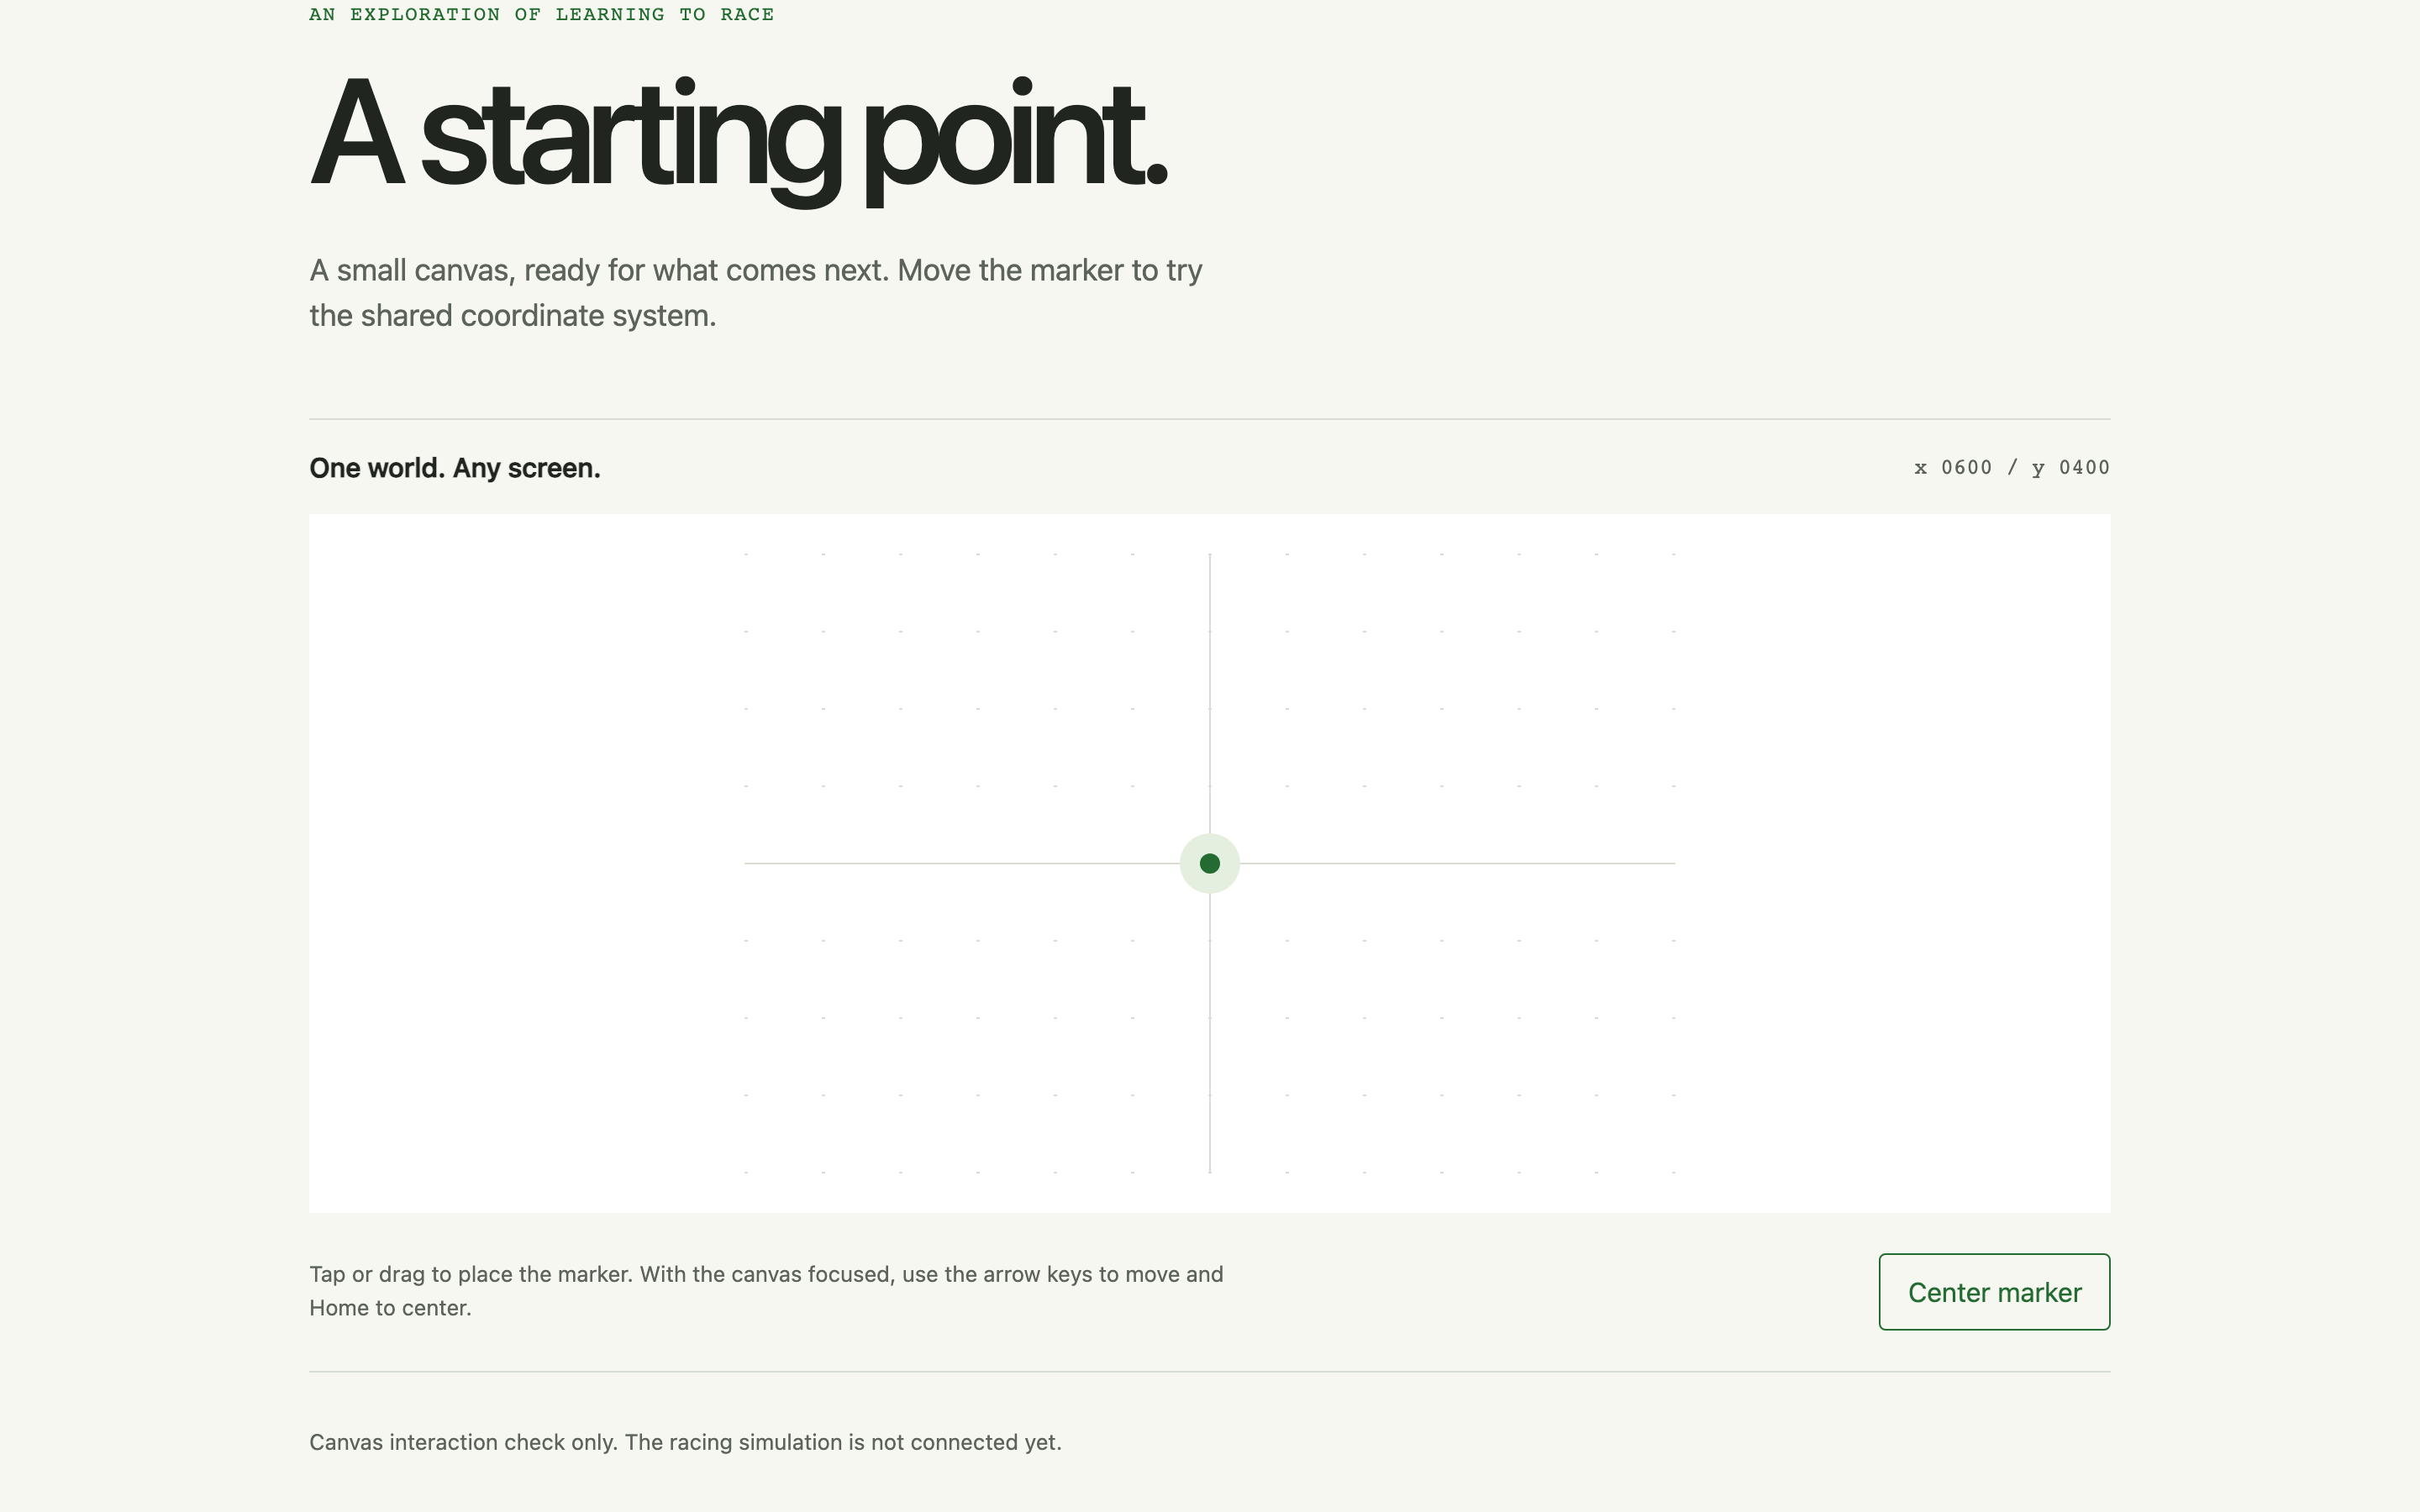 AN EXPLORATION OF LEARNING TO RACE
A starting point.
A small canvas, ready for what comes next. Move the marker to try
the shared coordinate system.
One world. Any screen.
x 0600 / y 0400
Tap or drag to place the marker. With the canvas focused, use the arrow keys to move and
Home to center.
Center marker
Canvas interaction check only. The racing simulation is not connected yet.